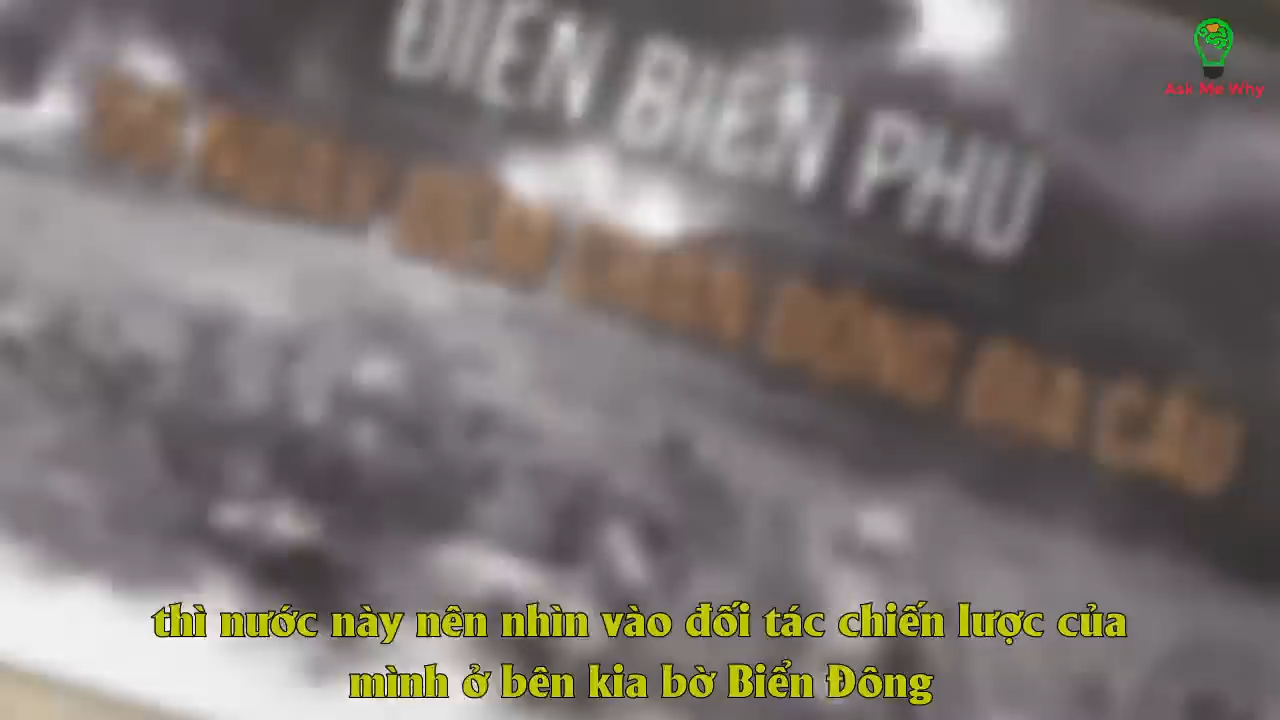 ĐIỆN BIÊN PHỦ
Ask Me Why
thì nước này nên nhìn vào đối tác chiến lược của
mình ở bên kia bờ Biển Đông